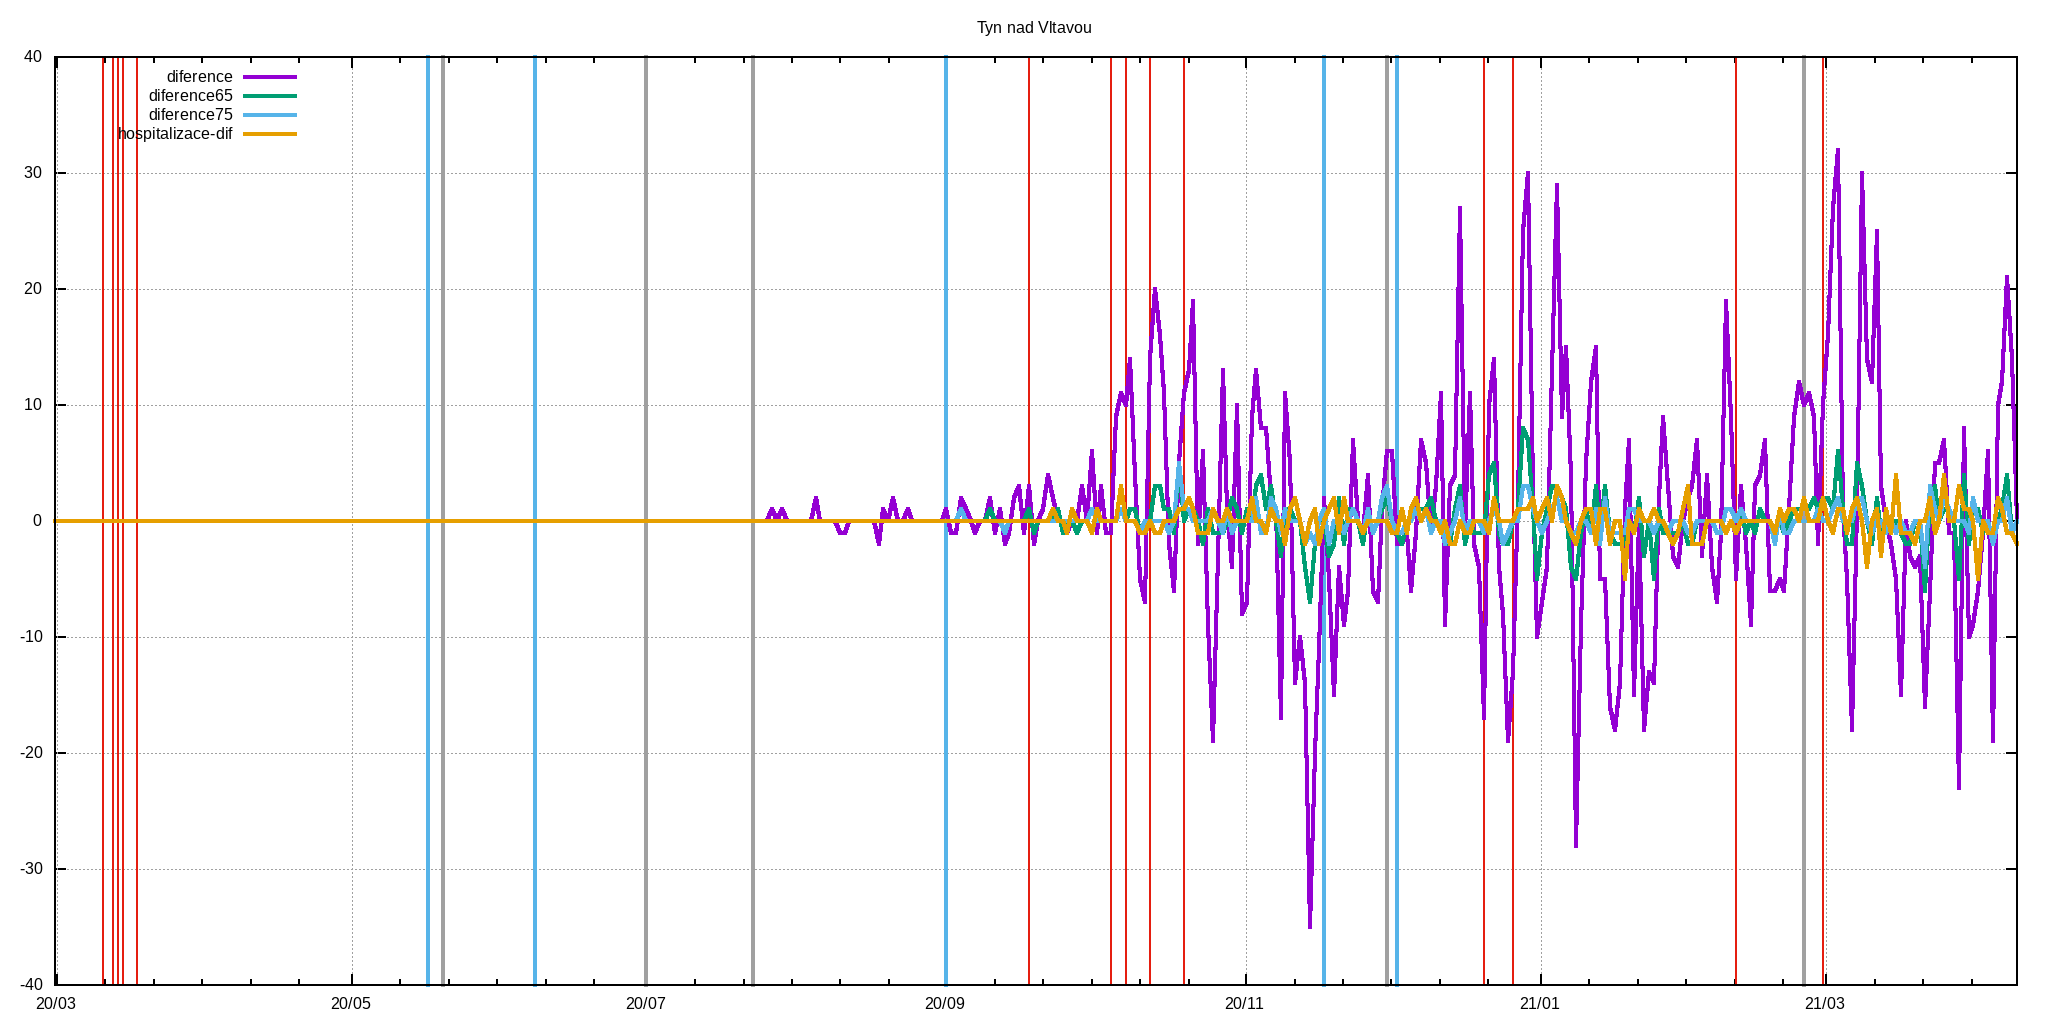 Tyn nad Vltavou
diference
diference65
diference75
hospitalizace-dif
40
30
20
10
0
-10
-20
-30
-40
20/03 20/05 20/07 20/09 20/11 21/01 21/03